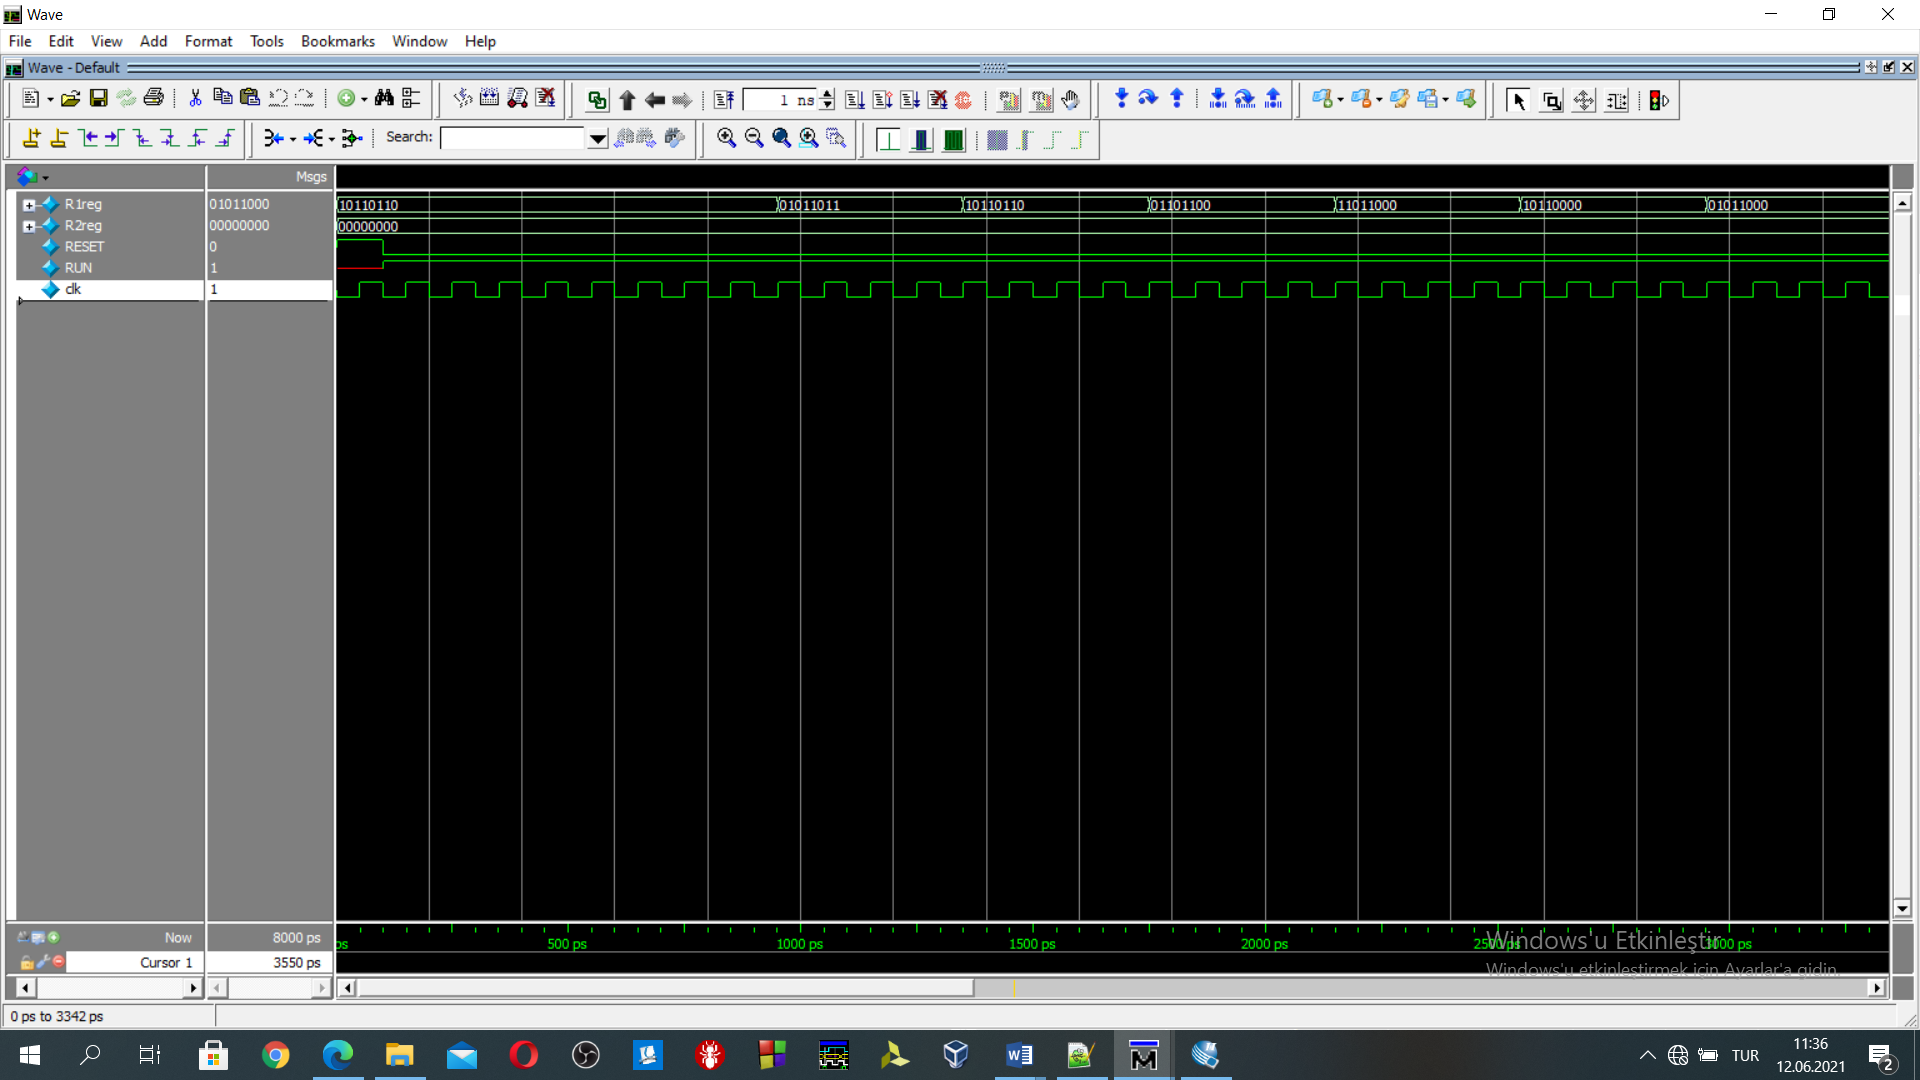 Wave
File Edit View Add Format Tools Bookmarks Window Help
Wave - Default
1 ns
Search:
Msgs
R1reg 01011000 10110110 01011011 10110110 01101100 11011000 10110000 01011000
R2reg 00000000 00000000
RESET 0
RUN 1
clk 1
Now 8000 ps ps 500 ps 1000 ps 1500 ps 2000 ps 2500 ps 3000 ps
Windows'u Etkinleştir
Cursor 1 3550 ps
Windows'u etkinleştirmek için Ayarlar'a gidin.
0 ps to 3342 ps
11:36
TUR
12.06.2021
2